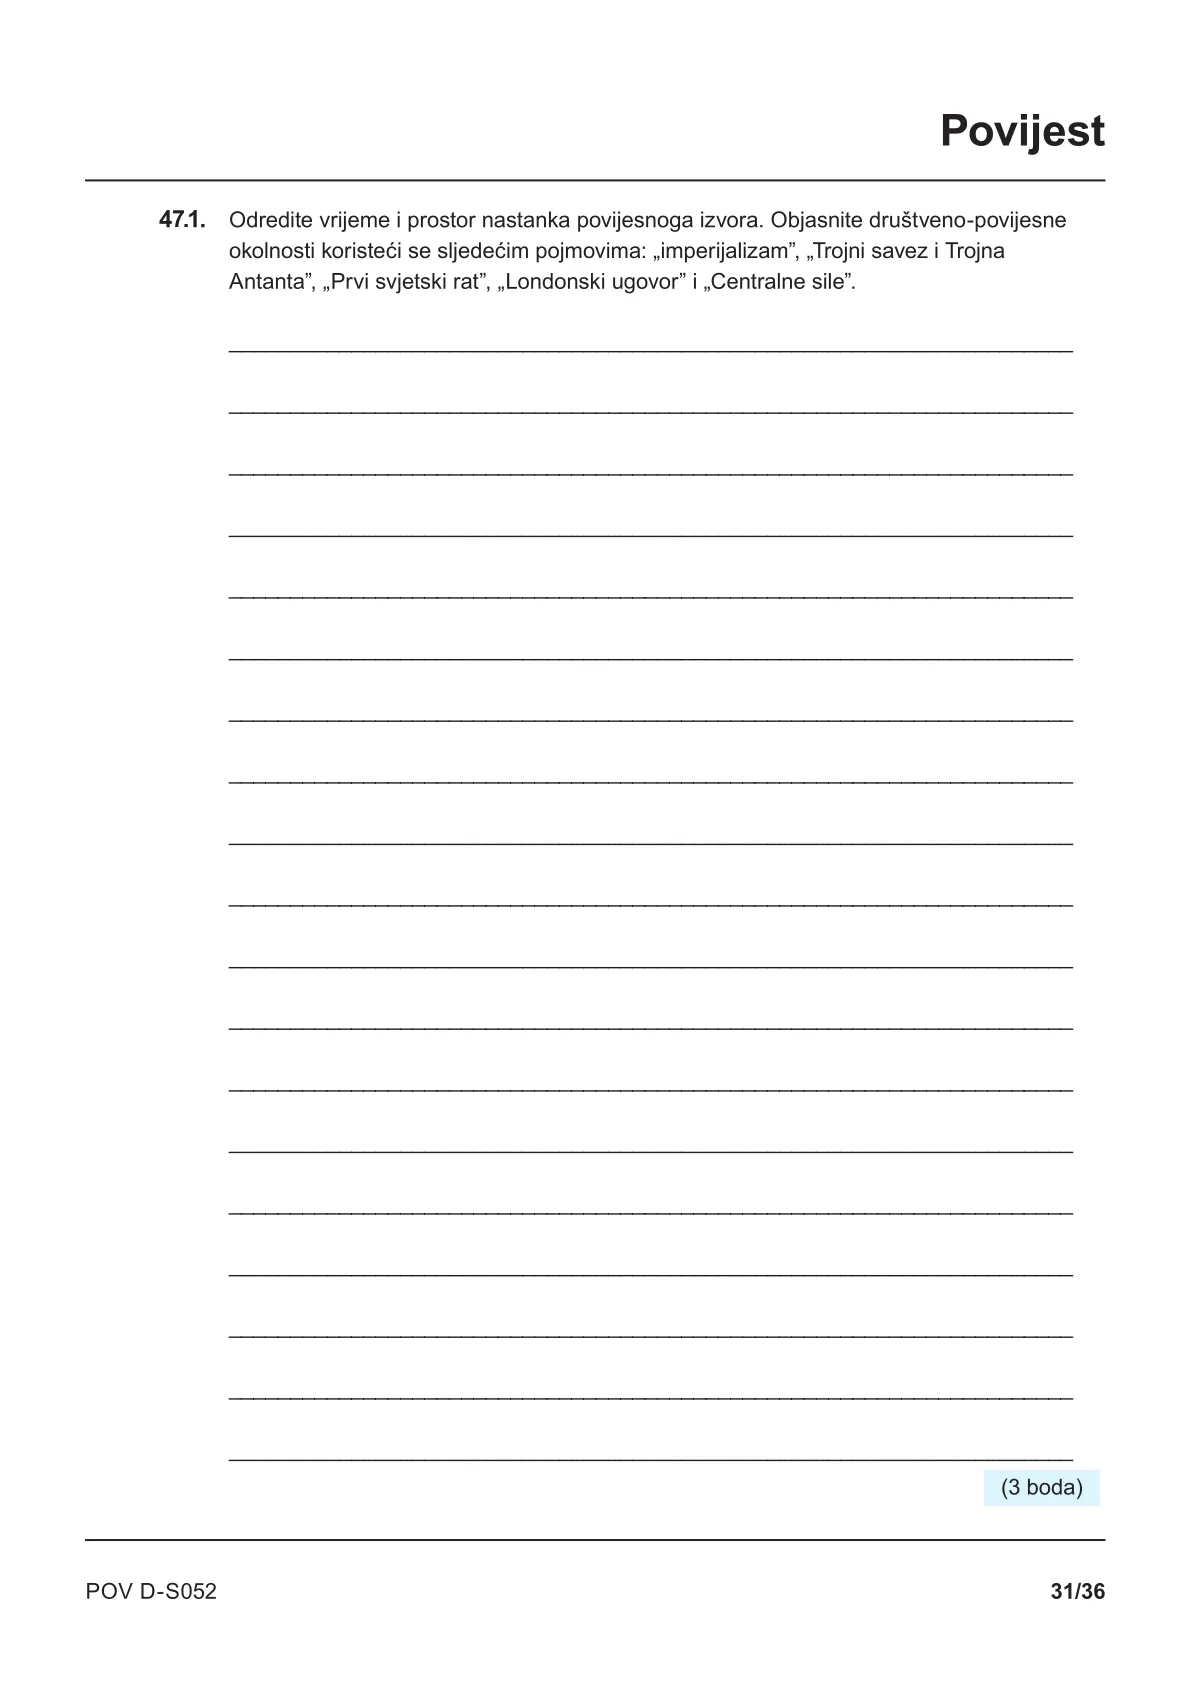 Povijest
47.1. Odredite vrijeme i prostor nastanka povijesnoga izvora. Objasnite društveno-povijesne
okolnosti koristeći se sljedećim pojmovima: „imperijalizam”, „Trojni savez i Trojna
Antanta”, „Prvi svjetski rat”, „Londonski ugovor” i „Centralne sile”.
(3 boda)
POV D-S052
31/36